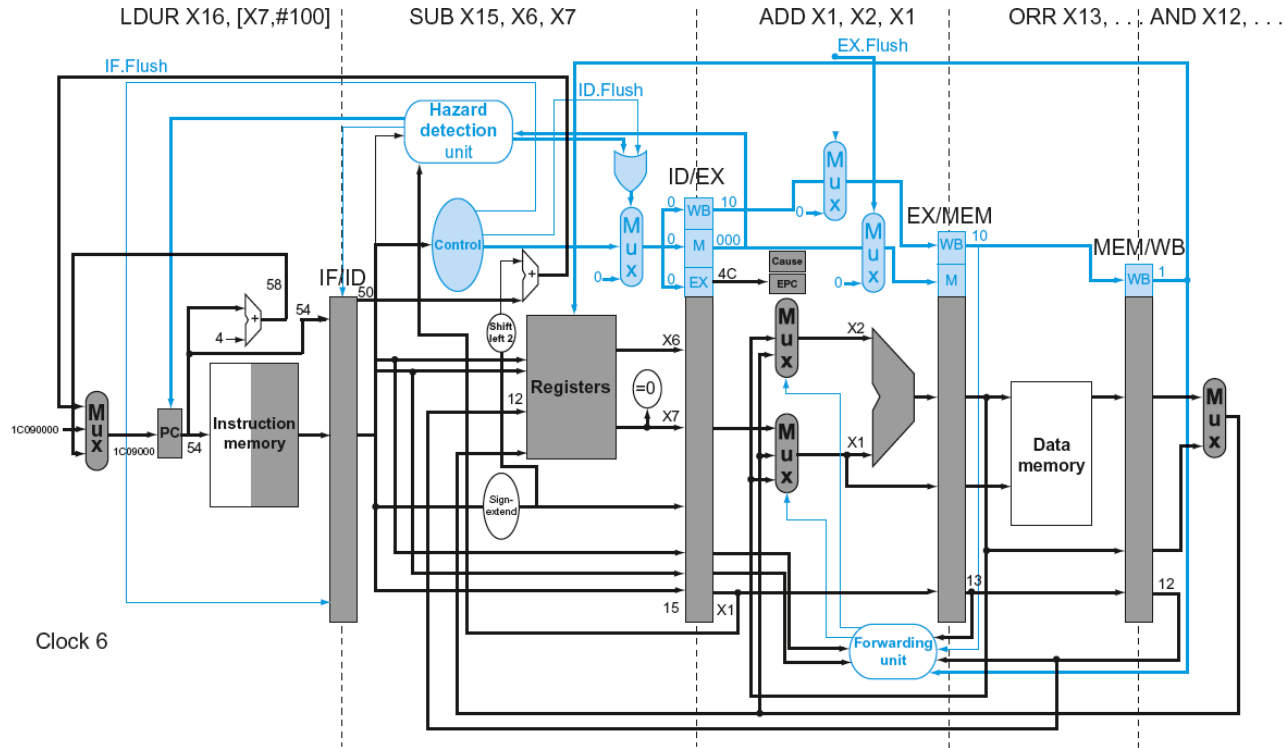 LDUR X16, [X7,#100]
SUB X15, X6, X7
ADD X1, X2, X1
ORR X13, . . .
AND X12, . . .
EX.Flush
IF.Flush
ID.Flush
Hazard
detection
unit
Mux
ID/EX
0
WB
10
0
Mux
EX/MEM
Control
Mux
0
M
000
WB
10
MEM/WB
Cause
0
0
EX
4C
EPC
0
M
WB
1
IF/ID
58
50
54
+
+
4
Shift
left 2
Mux
X2
X6
Registers
=0
12
X7
Mux
X1
Mux
1C090000
1C09000
PC
54
Instruction
memory
Data
memory
Mux
Sign-
extend
15
X1
13
12
Forwarding
unit
Clock 6